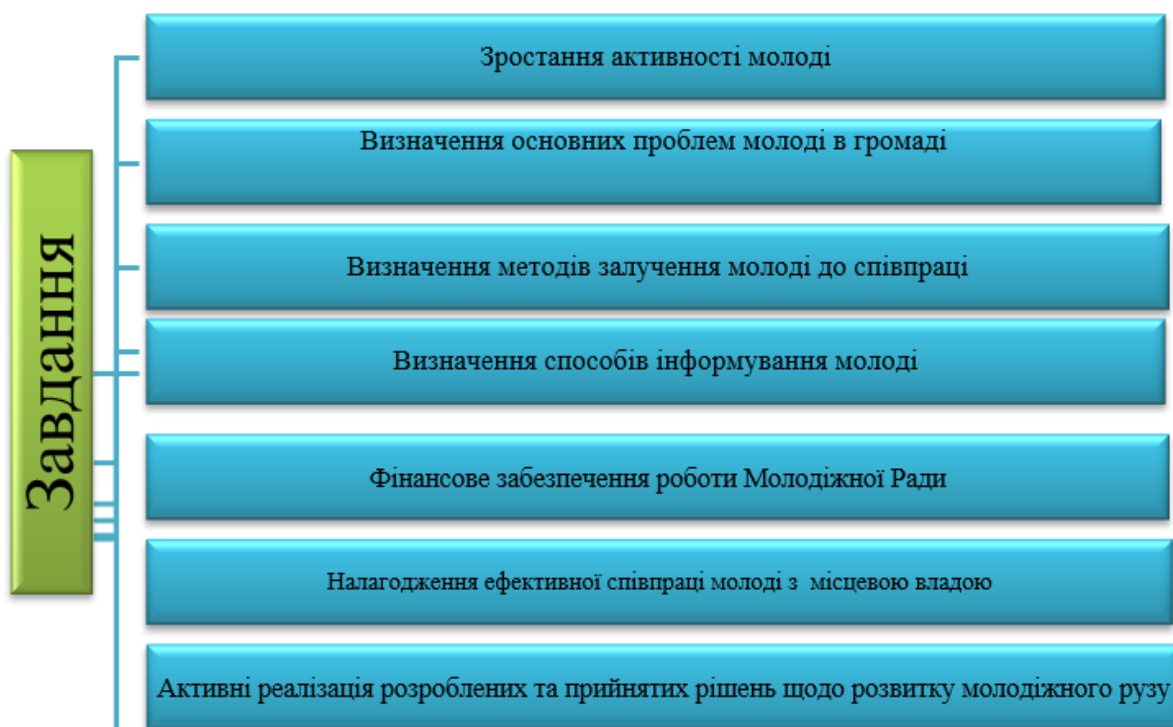 Завдання
Зростання активності молоді
Визначення основних проблем молоді в громаді
Визначення методів залучення молоді до співпраці
Визначення способів інформування молоді
Фінансове забезпечення роботи Молодіжної Ради
Налагодження ефективної співпраці молоді з місцевою владою
Активні реалізація розроблених та прийнятих рішень щодо розвитку молодіжного рузу